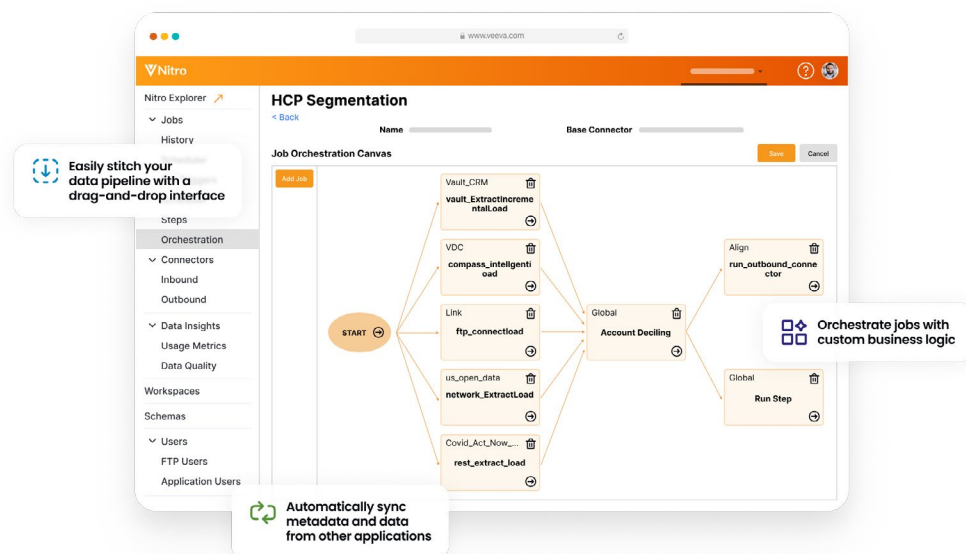 www.veeva.com
Nitro
Nitro Explorer
HCP Segmentation
< Back
Jobs
Name
Base Connector
History
Job Orchestration Canvas
Save
Cancel
Easily stitch your
data pipeline with a
drag-and-drop interface
Add Job
Steps
Orchestration
Connectors
Inbound
Outbound
Data Insights
Usage Metrics
Data Quality
Workspaces
Schemas
Users
FTP Users
Application Users
START
Vault_CRM
vault_ExtractIncreme
ntalLoad
VDC
compass_intellgentl
oad
Link
ftp_connectload
us_open_data
network_ExtractLoad
Covid_Act_Now_...
rest_extract_load
Global
Account Deciling
Align
run_outbound_conne
ctor
Global
Run Step
Orchestrate jobs with
custom business logic
Automatically sync
metadata and data
from other applications